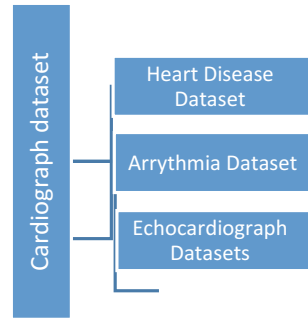 Cardiograph dataset
Heart Disease
Dataset
Arrythmia Dataset
Echocardiograph
Datasets